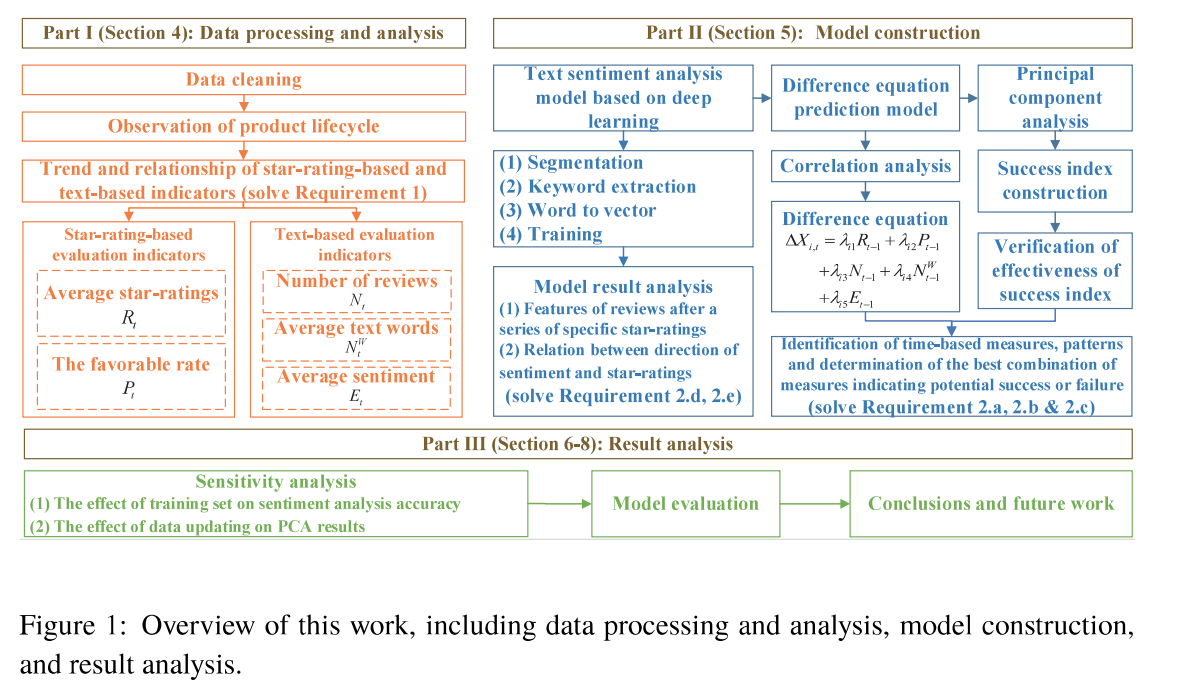 Part I (Section 4): Data processing and analysis
Data cleaning
Observation of product lifecycle
Trend and relationship of star-rating-based and
text-based indicators (solve Requirement 1)
Star-rating-based
evaluation indicators
Average star-ratings
R_t
The favorable rate
P_t
Text-based evaluation
indicators
Number of reviews
N_t
Average text words
N_t^W
Average sentiment
E_t
Part II (Section 5): Model construction
Text sentiment analysis
model based on deep
learning
(1) Segmentation
(2) Keyword extraction
(3) Word to vector
(4) Training
Model result analysis
(1) Features of reviews after a
series of specific star-ratings
(2) Relation between direction of
sentiment and star-ratings
(solve Requirement 2.d, 2.e)
Difference equation
prediction model
Correlation analysis
Difference equation
ΔX_{i,t} = λ_{i1}R_{t-1} + λ_{i2}P_{t-1}
+λ_{i3}N_{t-1} + λ_{i4}N_{t-1}^W
+λ_{i5}E_{t-1}
Principal
component
analysis
Success index
construction
Verification of
effectiveness of
success index
Identification of time-based measures, patterns
and determination of the best combination of
measures indicating potential success or failure
(solve Requirement 2.a, 2.b & 2.c)
Part III (Section 6-8): Result analysis
Sensitivity analysis
(1) The effect of training set on sentiment analysis accuracy
(2) The effect of data updating on PCA results
Model evaluation
Conclusions and future work
Figure 1: Overview of this work, including data processing and analysis, model construction,
and result analysis.